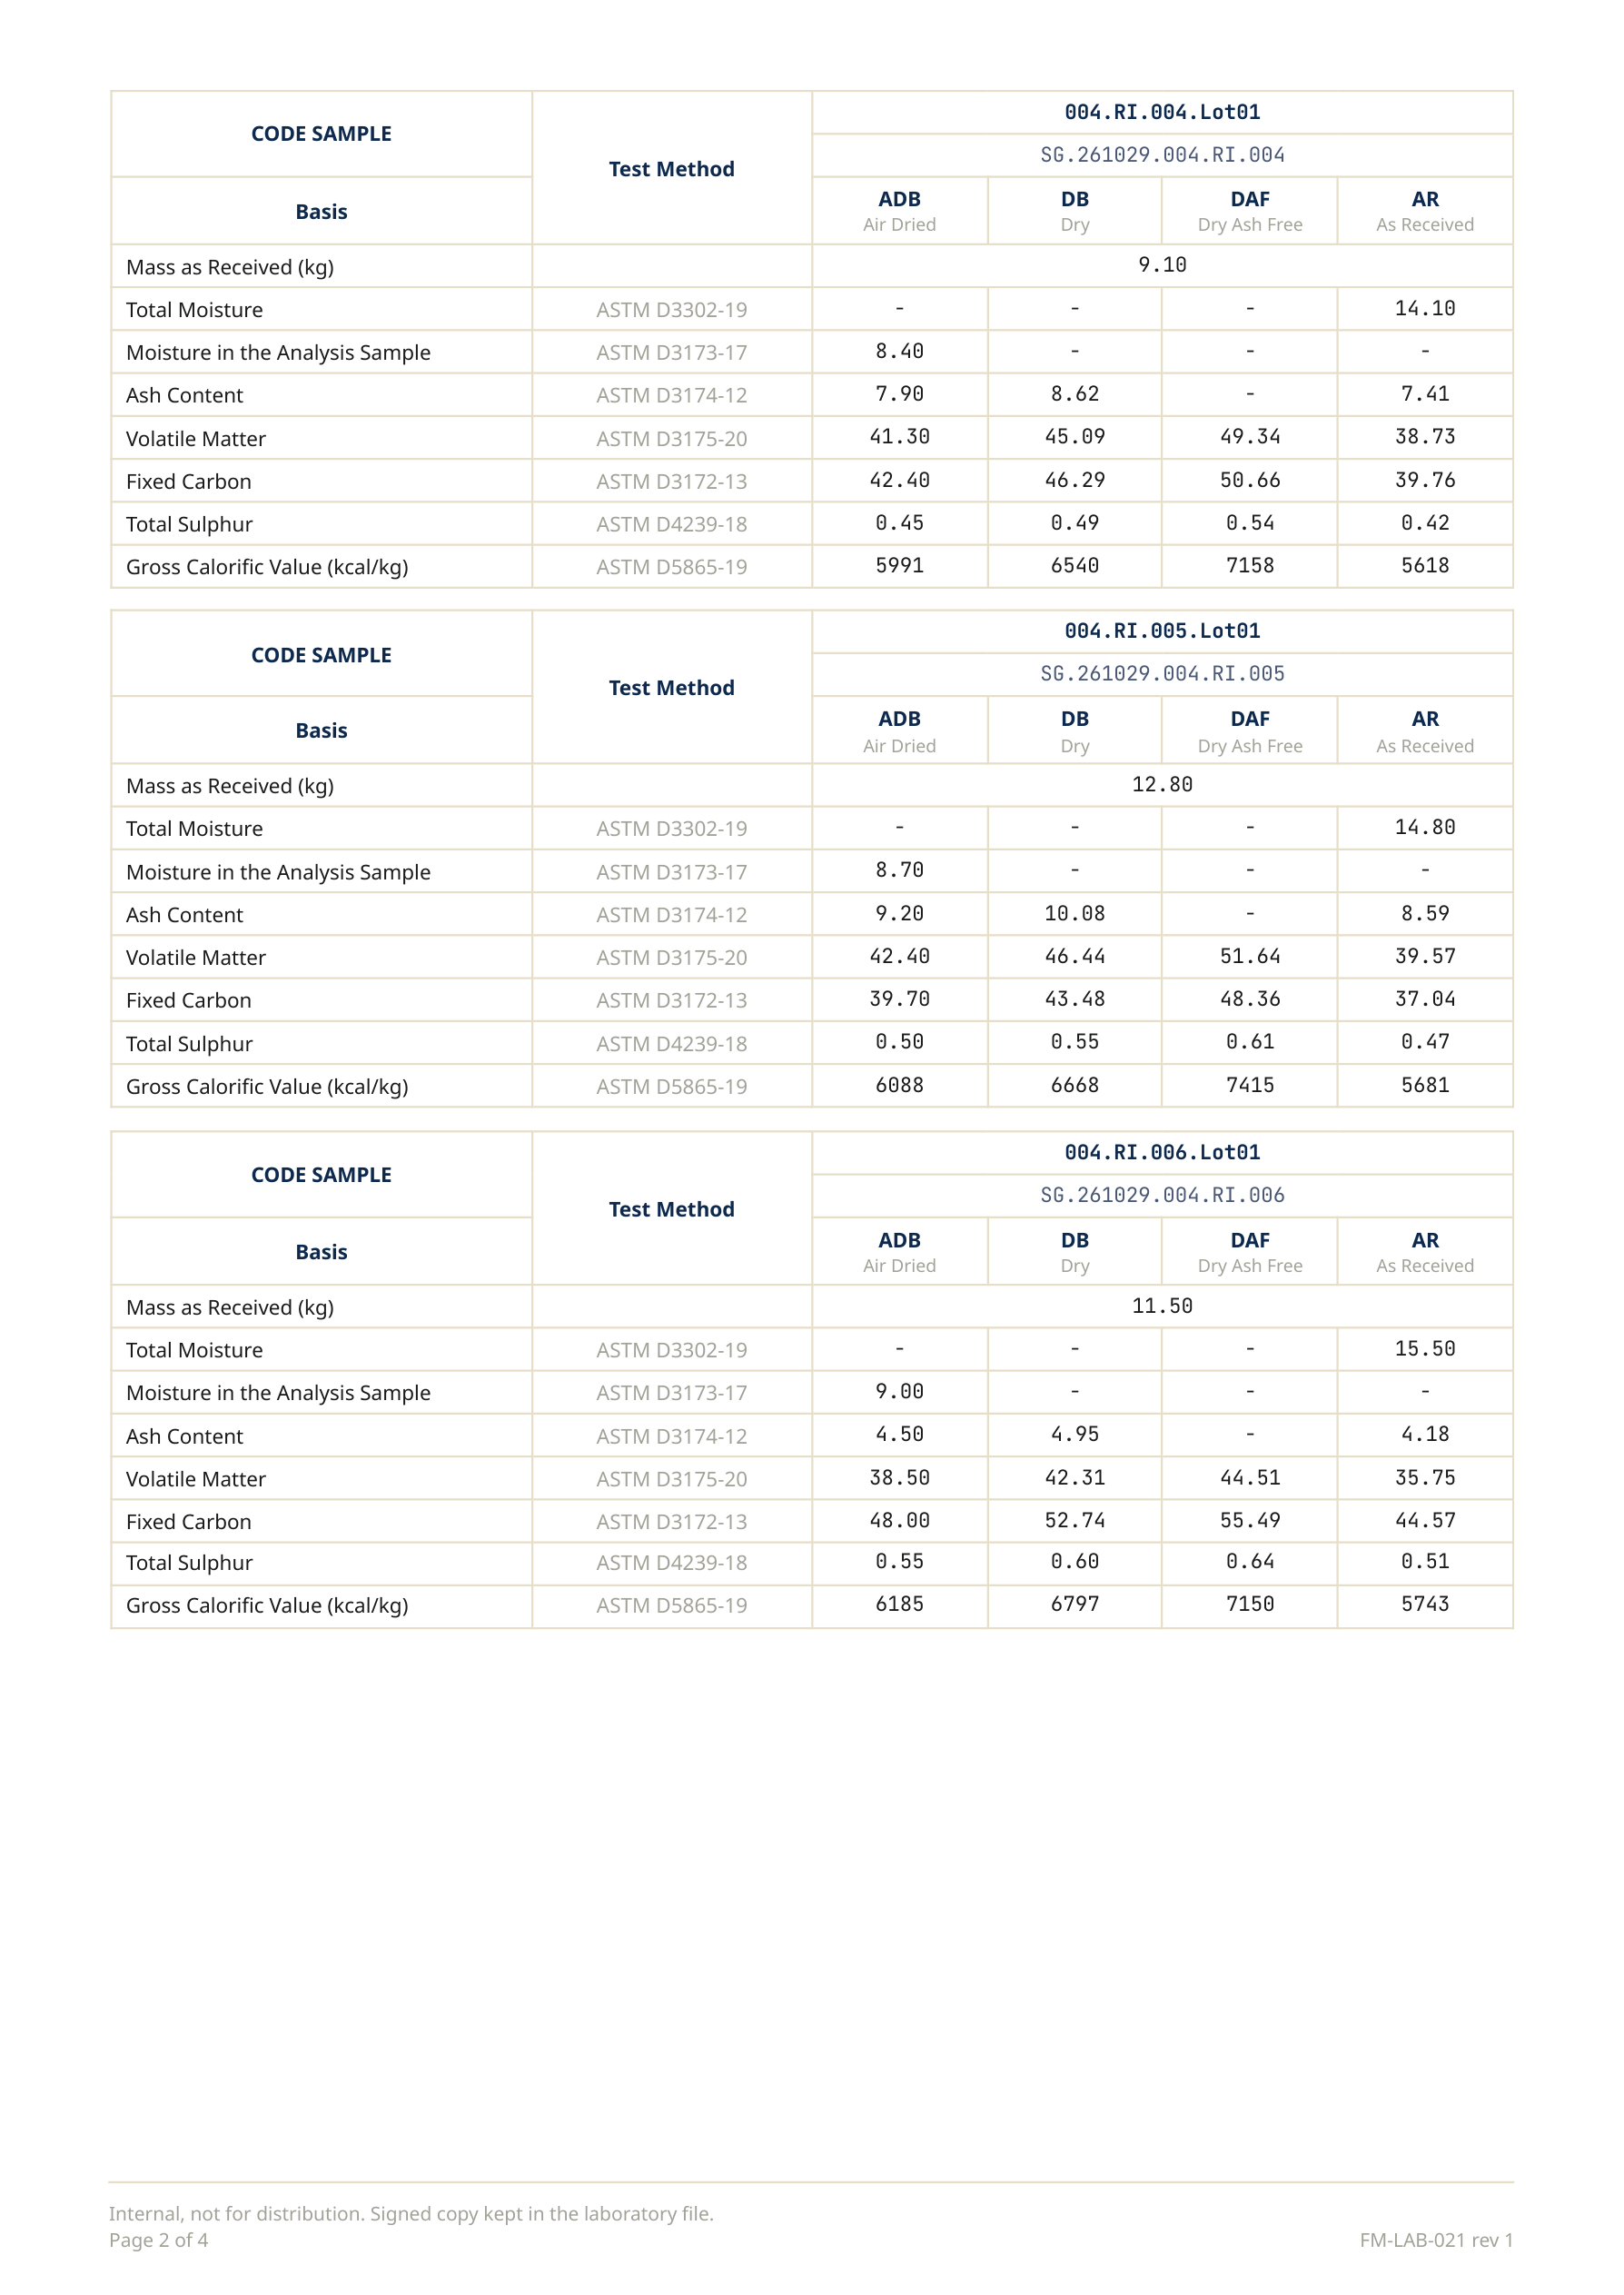 CODE SAMPLE Test Method 004.RI.004.Lot01
SG.261029.004.RI.004
Basis ADB DB DAF AR
Air Dried Dry Dry Ash Free As Received
Mass as Received (kg) 9.10
Total Moisture ASTM D3302-19 - - - 14.10
Moisture in the Analysis Sample ASTM D3173-17 8.40 - - -
Ash Content ASTM D3174-12 7.90 8.62 - 7.41
Volatile Matter ASTM D3175-20 41.30 45.09 49.34 38.73
Fixed Carbon ASTM D3172-13 42.40 46.29 50.66 39.76
Total Sulphur ASTM D4239-18 0.45 0.49 0.54 0.42
Gross Calorific Value (kcal/kg) ASTM D5865-19 5991 6540 7158 5618
CODE SAMPLE Test Method 004.RI.005.Lot01
SG.261029.004.RI.005
Basis ADB DB DAF AR
Air Dried Dry Dry Ash Free As Received
Mass as Received (kg) 12.80
Total Moisture ASTM D3302-19 - - - 14.80
Moisture in the Analysis Sample ASTM D3173-17 8.70 - - -
Ash Content ASTM D3174-12 9.20 10.08 - 8.59
Volatile Matter ASTM D3175-20 42.40 46.44 51.64 39.57
Fixed Carbon ASTM D3172-13 39.70 43.48 48.36 37.04
Total Sulphur ASTM D4239-18 0.50 0.55 0.61 0.47
Gross Calorific Value (kcal/kg) ASTM D5865-19 6088 6668 7415 5681
CODE SAMPLE Test Method 004.RI.006.Lot01
SG.261029.004.RI.006
Basis ADB DB DAF AR
Air Dried Dry Dry Ash Free As Received
Mass as Received (kg) 11.50
Total Moisture ASTM D3302-19 - - - 15.50
Moisture in the Analysis Sample ASTM D3173-17 9.00 - - -
Ash Content ASTM D3174-12 4.50 4.95 - 4.18
Volatile Matter ASTM D3175-20 38.50 42.31 44.51 35.75
Fixed Carbon ASTM D3172-13 48.00 52.74 55.49 44.57
Total Sulphur ASTM D4239-18 0.55 0.60 0.64 0.51
Gross Calorific Value (kcal/kg) ASTM D5865-19 6185 6797 7150 5743
Internal, not for distribution. Signed copy kept in the laboratory file.
Page 2 of 4 FM-LAB-021 rev 1